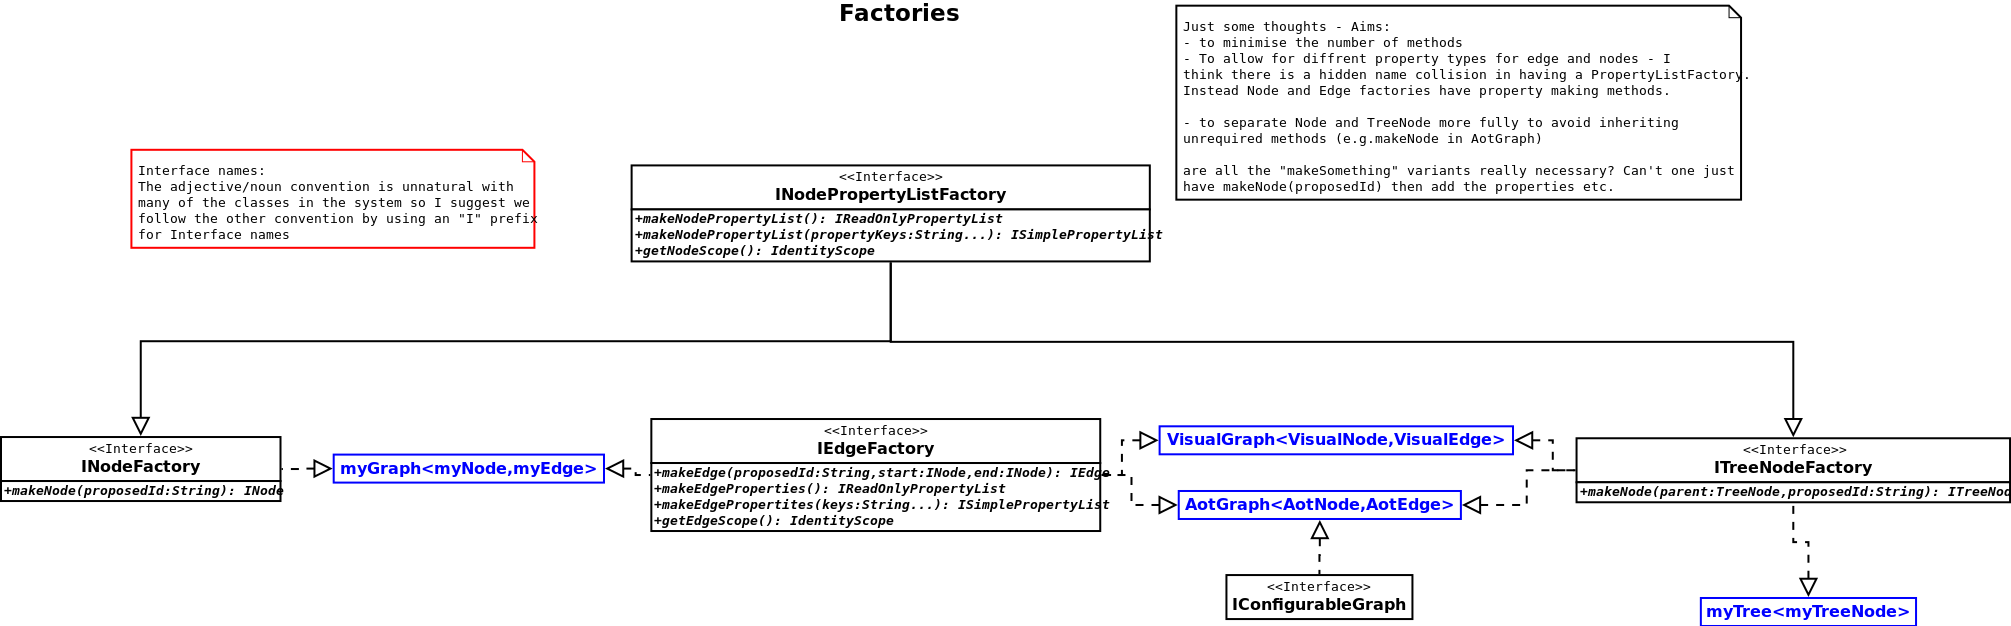 Factories
Just some thoughts - Aims:
- to minimise the number of methods
- To allow for diffrent property types for edge and nodes - I
think there is a hidden name collision in having a PropertyListFactory.
Instead Node and Edge factories have property making methods.
- to separate Node and TreeNode more fully to avoid inheriting
unrequired methods (e.g.makeNode in AotGraph)
are all the "makeSomething" variants really necessary? Can't one just
have makeNode(proposedId) then add the properties etc.
Interface names:
The adjective/noun convention is unnatural with
many of the classes in the system so I suggest we
follow the other convention by using an "I" prefix
for Interface names
<<Interface>>
INodePropertyListFactory
+makeNodePropertyList(): IReadOnlyPropertyList
+makeNodePropertyList(propertyKeys:String...): ISimplePropertyList
+getNodeScope(): IdentityScope
<<Interface>>
INodeFactory
+makeNode(proposedId:String): INode
myGraph<myNode,myEdge>
<<Interface>>
IEdgeFactory
+makeEdge(proposedId:String,start:INode,end:INode): IEdge
+makeEdgeProperties(): IReadOnlyPropertyList
+makeEdgePropertites(keys:String...): ISimplePropertyList
+getEdgeScope(): IdentityScope
VisualGraph<VisualNode,VisualEdge>
AotGraph<AotNode,AotEdge>
<<Interface>>
ITreeNodeFactory
+makeNode(parent:TreeNode,proposedId:String): ITreeNod
<<Interface>>
IConfigurableGraph
myTree<myTreeNode>